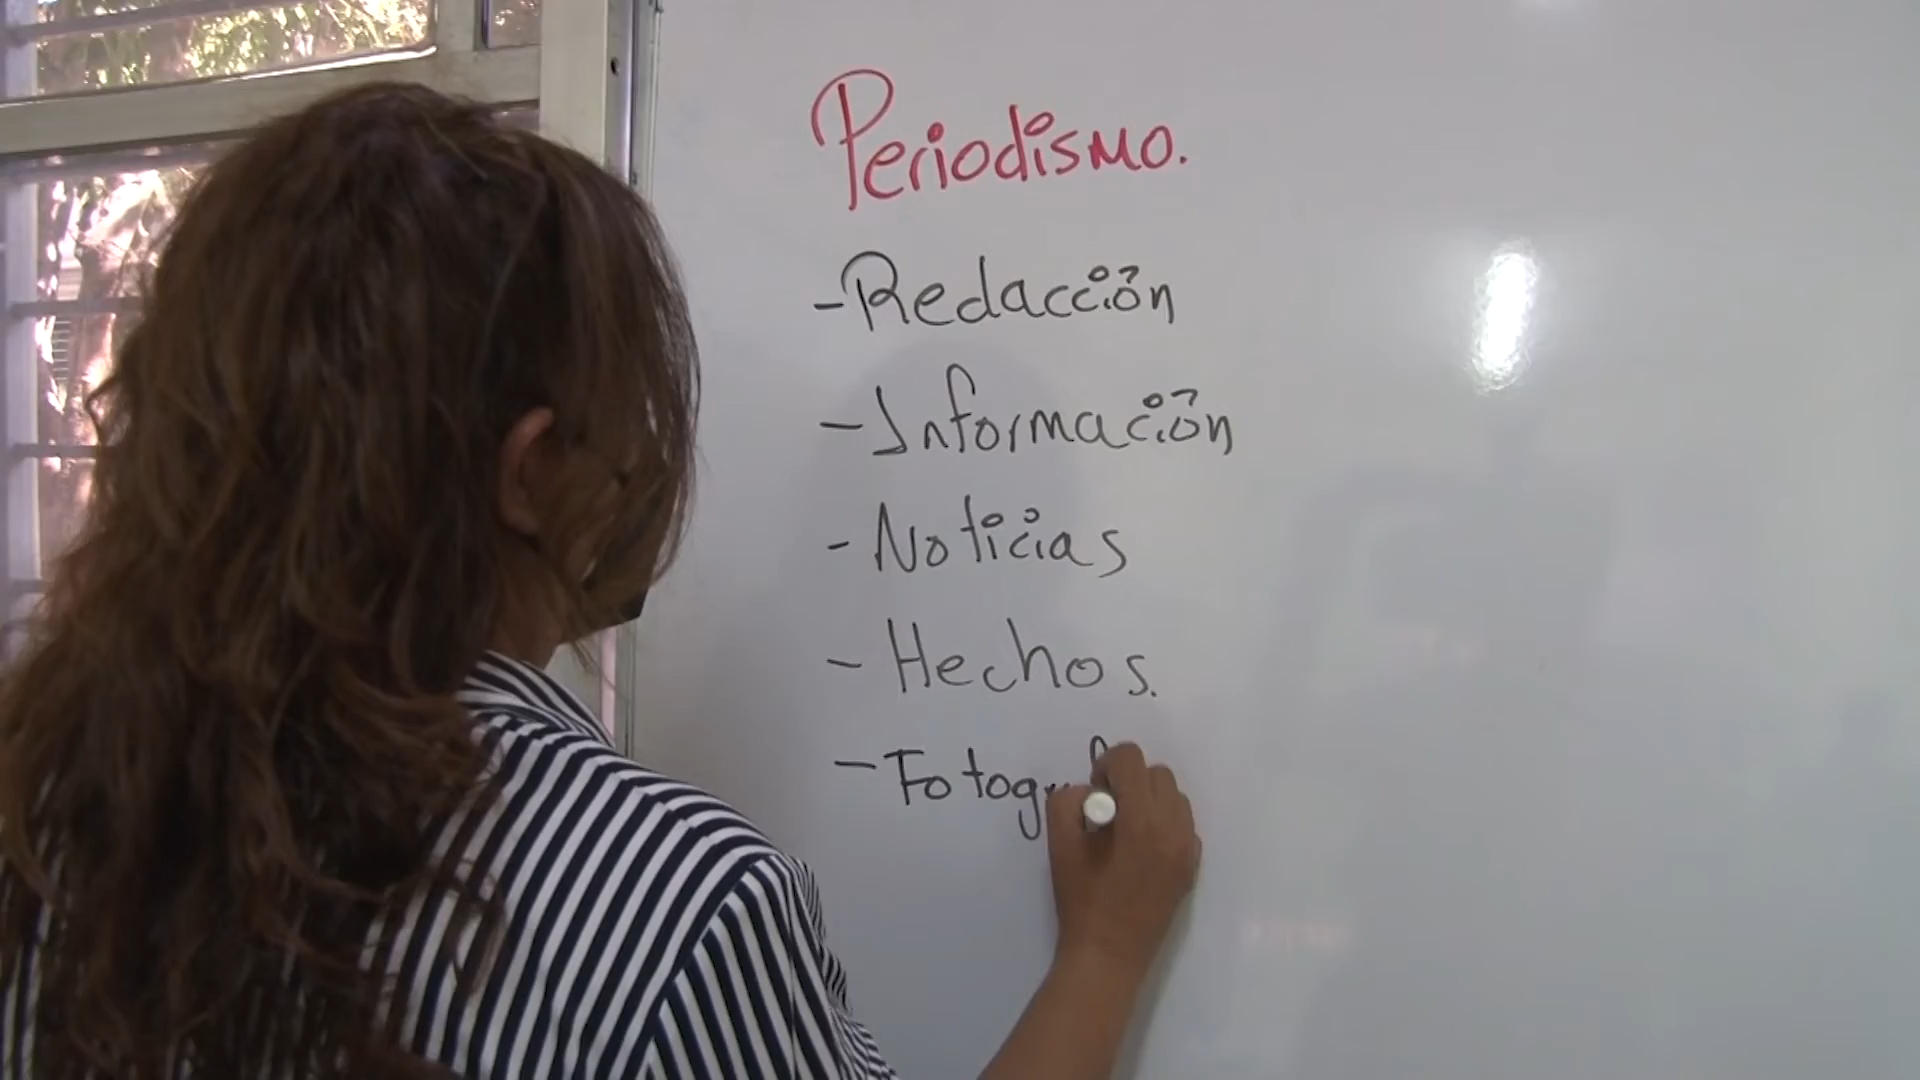 Periodismo.
- Redacción
- Información
- Noticias
- Hechos.
-